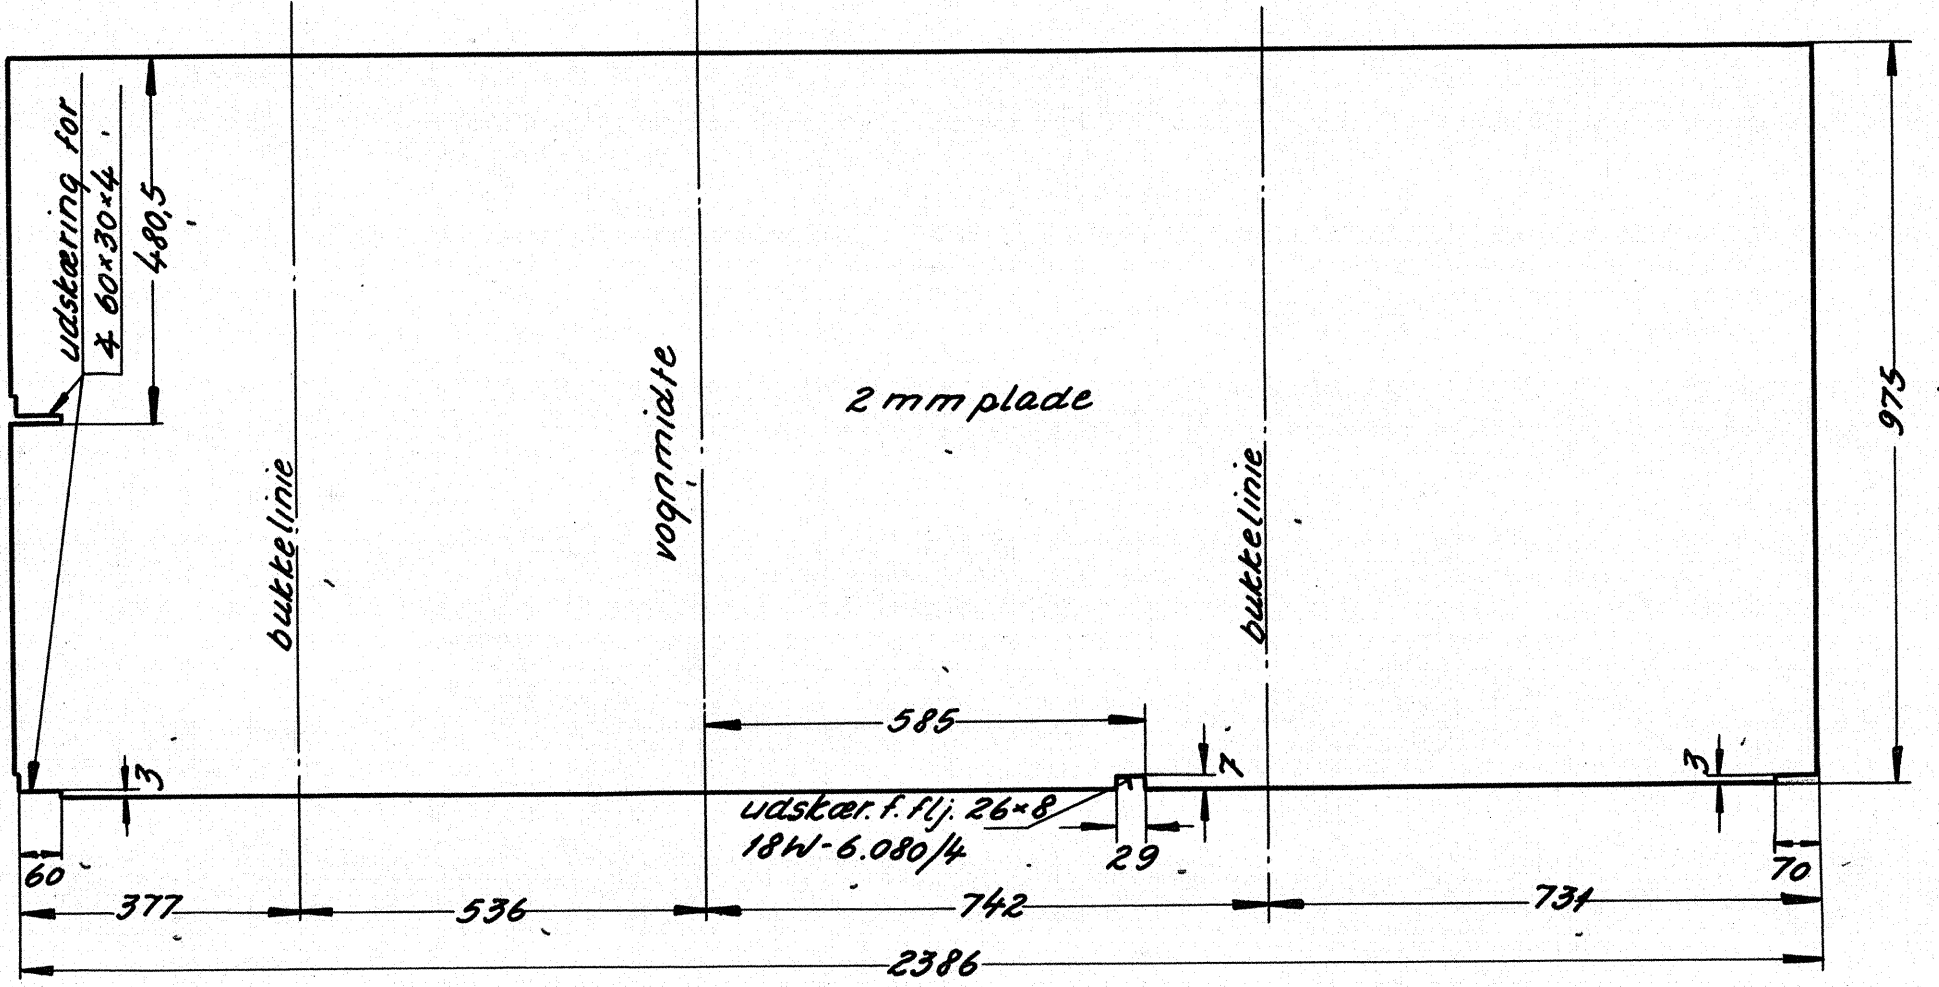 udskæring for
∡ 60×30×4
480,5
bukkelinie
vognmidte
2 mm plade
bukkelinie
975
585
7
3
3
udskær. f. flj. 26×8
18W-6.080/4
29
60
70
377
536
742
731
2386